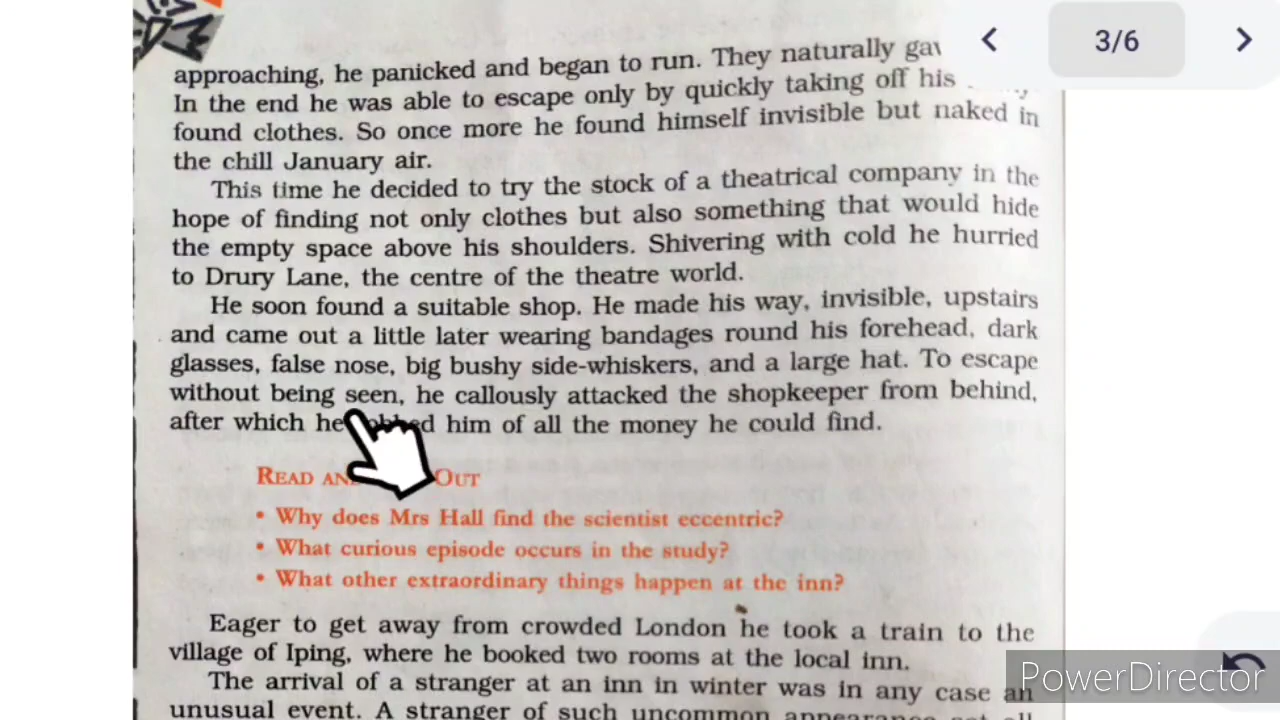 3/6
approaching, he panicked and began to run. They naturally
In the end he was able to escape only by quickly taking off his
found clothes. So once more he found himself invisible but naked in
the chill January air.
This time he decided to try the stock of a theatrical company in the
hope of finding not only clothes but also something that would hide
the empty space above his shoulders. Shivering with cold he hurried
to Drury Lane, the centre of the theatre world.
He soon found a suitable shop. He made his way, invisible, upstairs
and came out a little later wearing bandages round his forehead, dark
glasses, false nose, big bushy side-whiskers, and a large hat. To escape
without being seen, he callously attacked the shopkeeper from behind,
after which he him of all the money he could find.
READ OUT
• Why does Mrs Hall find the scientist eccentric?
• What curious episode occurs in the study?
• What other extraordinary things happen at the inn?
Eager to get away from crowded London he took a train to the
village of Iping, where he booked two rooms at the local inn.
The arrival of a stranger at an inn in winter was in any case an
unusual event. A stranger of such uncommon
PowerDirector